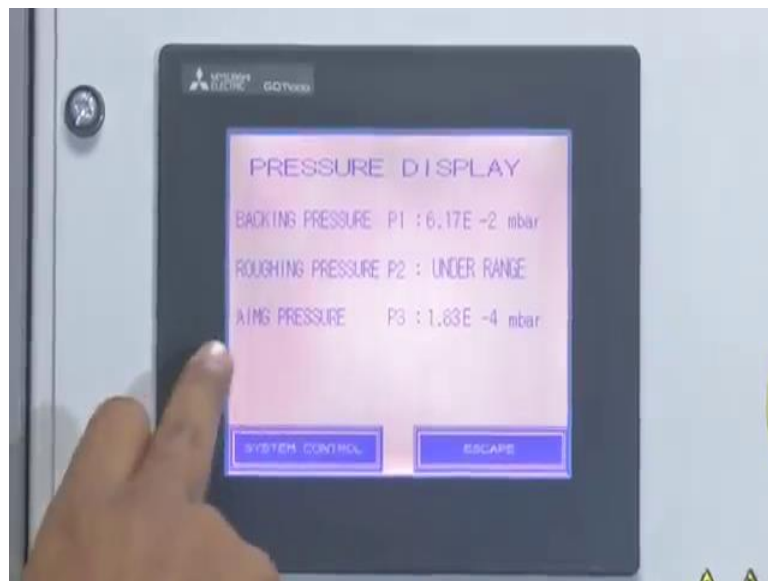 MITSUBISHI
ELECTRIC GOT1000
PRESSURE DISPLAY
BACKING PRESSURE P1 : 6.17E -2 mbar
ROUGHING PRESSURE P2 : UNDER RANGE
AIMG PRESSURE P3 : 1.83E -4 mbar
SYSTEM CONTROL ESCAPE